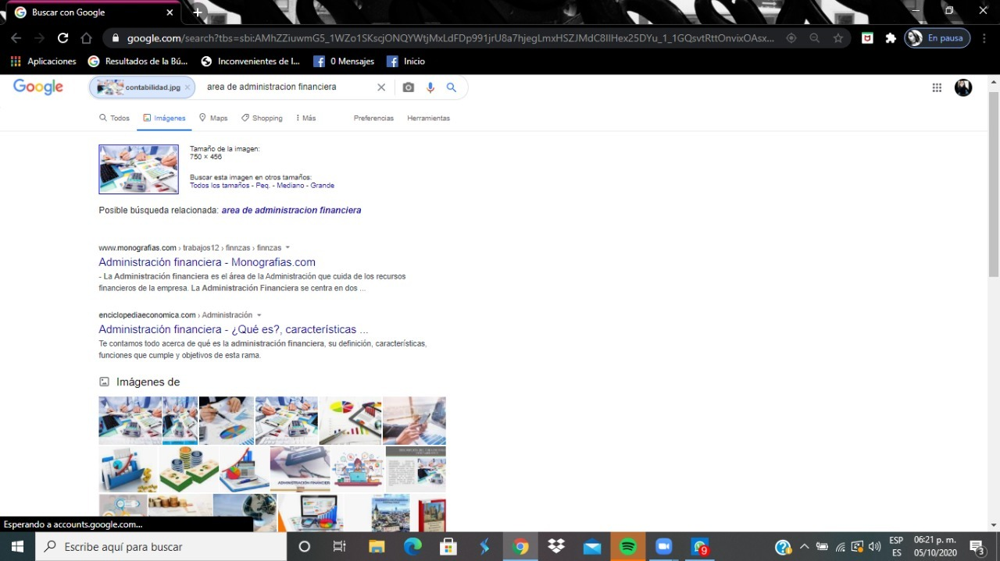 Buscar con Google
google.com/search?tbs=sbi:AMhZZiuwmG5_1WZo1SKscjONQYWtjMxLdFDp991jrU8a7hjegLmxHSZJMdC8IIHex25DYu_1_1GQsvtRttOnvixOAsx...
En pausa
Aplicaciones
Resultados de la Bú...
Inconvenientes de l...
0 Mensajes
Inicio
Google
contabilidad.jpg
area de administracion financiera
Todos
Imágenes
Maps
Shopping
Más
Preferencias
Herramientas
Tamaño de la imagen:
750 × 456
Buscar esta imagen en otros tamaños:
Todos los tamaños - Peq. - Mediano - Grande
Posible búsqueda relacionada: area de administracion financiera
www.monografias.com › trabajos12 › finnzas › finnzas
Administración financiera - Monografias.com
- La Administración financiera es el área de la Administración que cuida de los recursos
financieros de la empresa. La Administración Financiera se centra en dos ...
enciclopediaeconomica.com › Administración
Administración financiera - ¿Qué es?, características ...
Te contamos todo acerca de qué es la administración financiera, su definición, características,
funciones que cumple y objetivos de esta rama.
Imágenes de
ADMINISTRACIÓN FINANCIER
Esperando a accounts.google.com...
Escribe aquí para buscar
9
ESP
ES
06:21 p. m.
05/10/2020
3